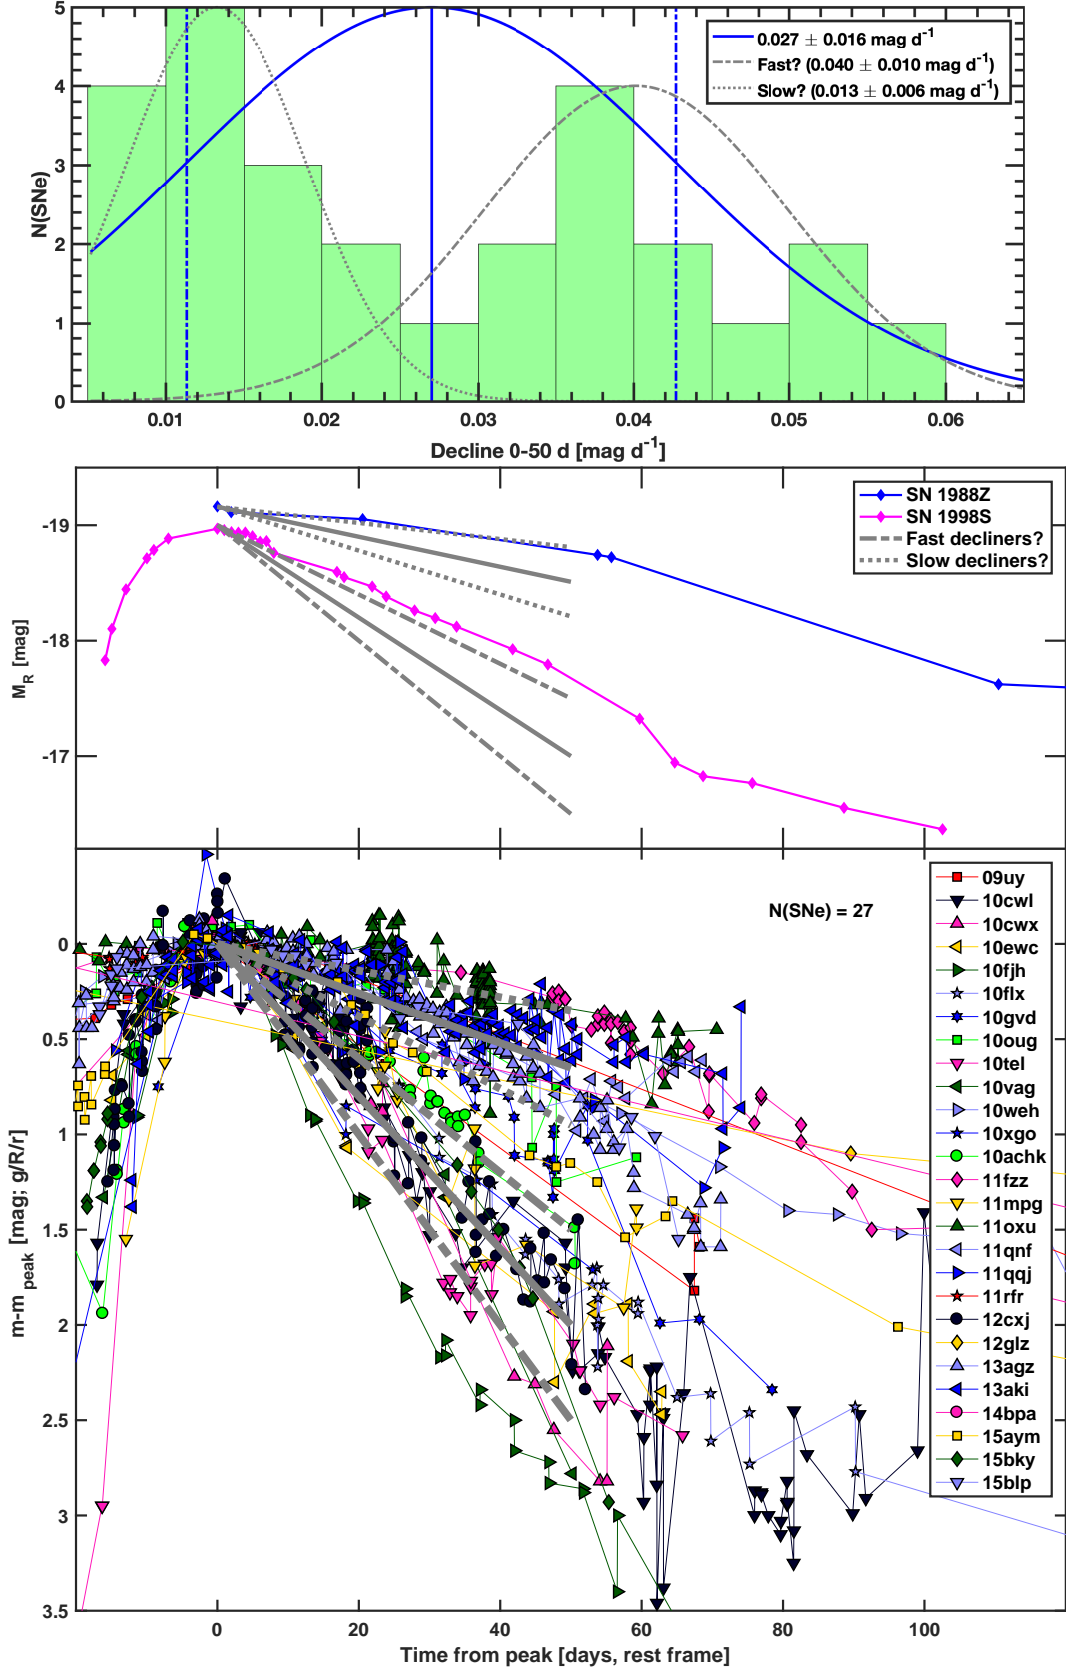 5
4
3
2
1
0
N(SNe)
0.027 ± 0.016 mag d⁻¹
Fast? (0.040 ± 0.010 mag d⁻¹)
Slow? (0.013 ± 0.006 mag d⁻¹)
0.01 0.02 0.03 0.04 0.05 0.06
Decline 0-50 d [mag d⁻¹]
-19
-18
-17
M_R [mag]
SN 1988Z
SN 1998S
Fast decliners?
Slow decliners?
0
0.5
1
1.5
2
2.5
3
3.5
m-m_peak [mag; g/R/r]
N(SNe) = 27
09uy
10cwl
10cwx
10ewc
10fjh
10flx
10gvd
10oug
10tel
10vag
10weh
10xgo
10achk
11fzz
11mpg
11oxu
11qnf
11qqj
11rfr
12cxj
12glz
13agz
13aki
14bpa
15aym
15bky
15blp
0 20 40 60 80 100
Time from peak [days, rest frame]